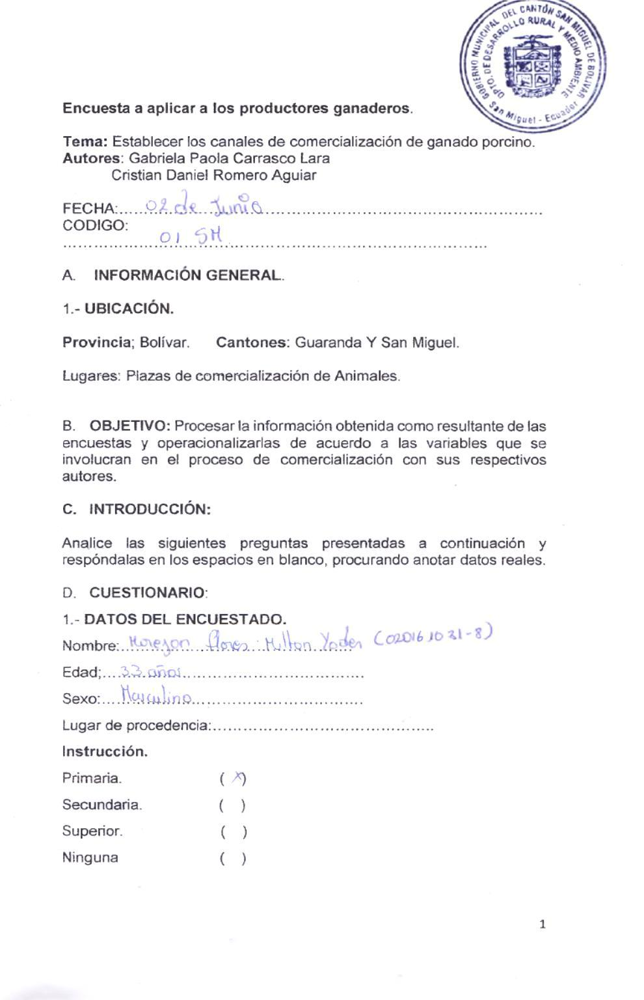 GOBIERNO MUNICIPAL DEL CANTÓN SAN MIGUEL DE BOLIVAR
DPTO. DE DESARROLLO RURAL Y MEDIO AMBIENTE
San Miguel - Ecuador
Encuesta a aplicar a los productores ganaderos.
Tema: Establecer los canales de comercialización de ganado porcino.
Autores: Gabriela Paola Carrasco Lara
Cristian Daniel Romero Aguiar
FECHA: 02 de Junio
CODIGO:
01 SM
A. INFORMACIÓN GENERAL.
1.- UBICACIÓN.
Provincia; Bolívar. Cantones: Guaranda Y San Miguel.
Lugares: Plazas de comercialización de Animales.
B. OBJETIVO: Procesar la información obtenida como resultante de las
encuestas y operacionalizarlas de acuerdo a las variables que se
involucran en el proceso de comercialización con sus respectivos
autores.
C. INTRODUCCIÓN:
Analice las siguientes preguntas presentadas a continuación y
respóndalas en los espacios en blanco, procurando anotar datos reales.
D. CUESTIONARIO:
1.- DATOS DEL ENCUESTADO.
Nombre: Flores Milton (020161031-8)
Edad; 33 años
Sexo: Masculino
Lugar de procedencia:
Instrucción.
Primaria. ( X )
Secundaria. ( )
Superior. ( )
Ninguna ( )
1